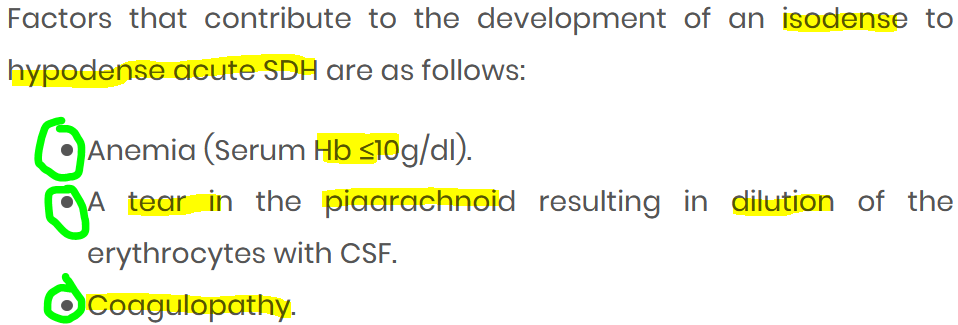 Factors that contribute to the development of an isodense to
hypodense acute SDH are as follows:
• Anemia (Serum Hb ≤10g/dl).
• A tear in the piaarachnoid resulting in dilution of the
erythrocytes with CSF.
• Coagulopathy.